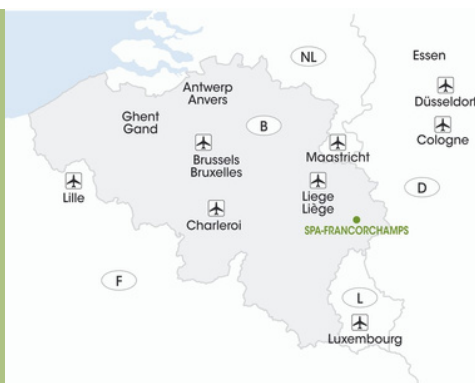 NL
Essen
Antwerp
Anvers
Düsseldorf
Ghent
Gand
B
Cologne
Brussels
Bruxelles
Maastricht
Lille
Liege
Liège
D
Charleroi
SPA-FRANCORCHAMPS
F
L
Luxembourg